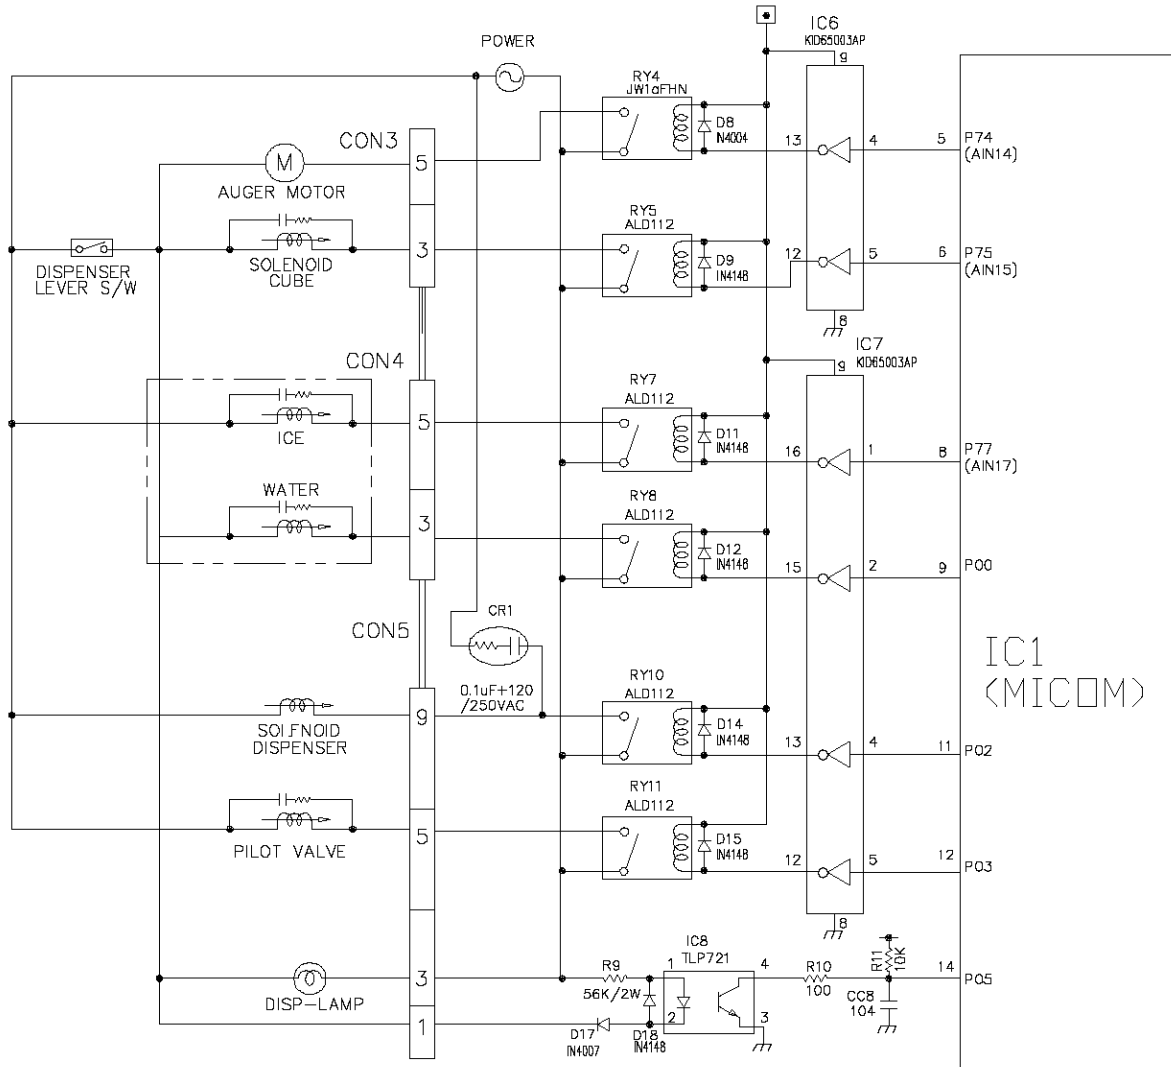 POWER
IC6
KID65003AP
9
RY4
JW1aFHN
CON3
D8
IN4004
13
4
5
P74
(AIN14)
M
5
AUGER MOTOR
RY5
ALD112
DISPENSER
LEVER S/W
SOLENOID
CUBE
3
D9
IN4148
12
5
6
P75
(AIN15)
8
IC7
KID65003AP
9
CON4
RY7
ALD112
ICE
5
D11
IN4148
16
1
8
P77
(AIN17)
WATER
3
RY8
ALD112
D12
IN4148
15
2
9
P00
CR1
CON5
0.1uF+120
/250VAC
IC1
(MICOM)
RY10
ALD112
9
SOLFNOID
DISPENSER
D14
IN4148
13
4
11
P02
RY11
ALD112
5
PILOT VALVE
D15
IN4148
12
5
12
P03
8
IC8
TLP721
R9
56K/2W
1
4
R10
100
R11
10K
14
P05
3
DISP-LAMP
CC8
104
1
2
3
D17
IN4007
D18
IN4148